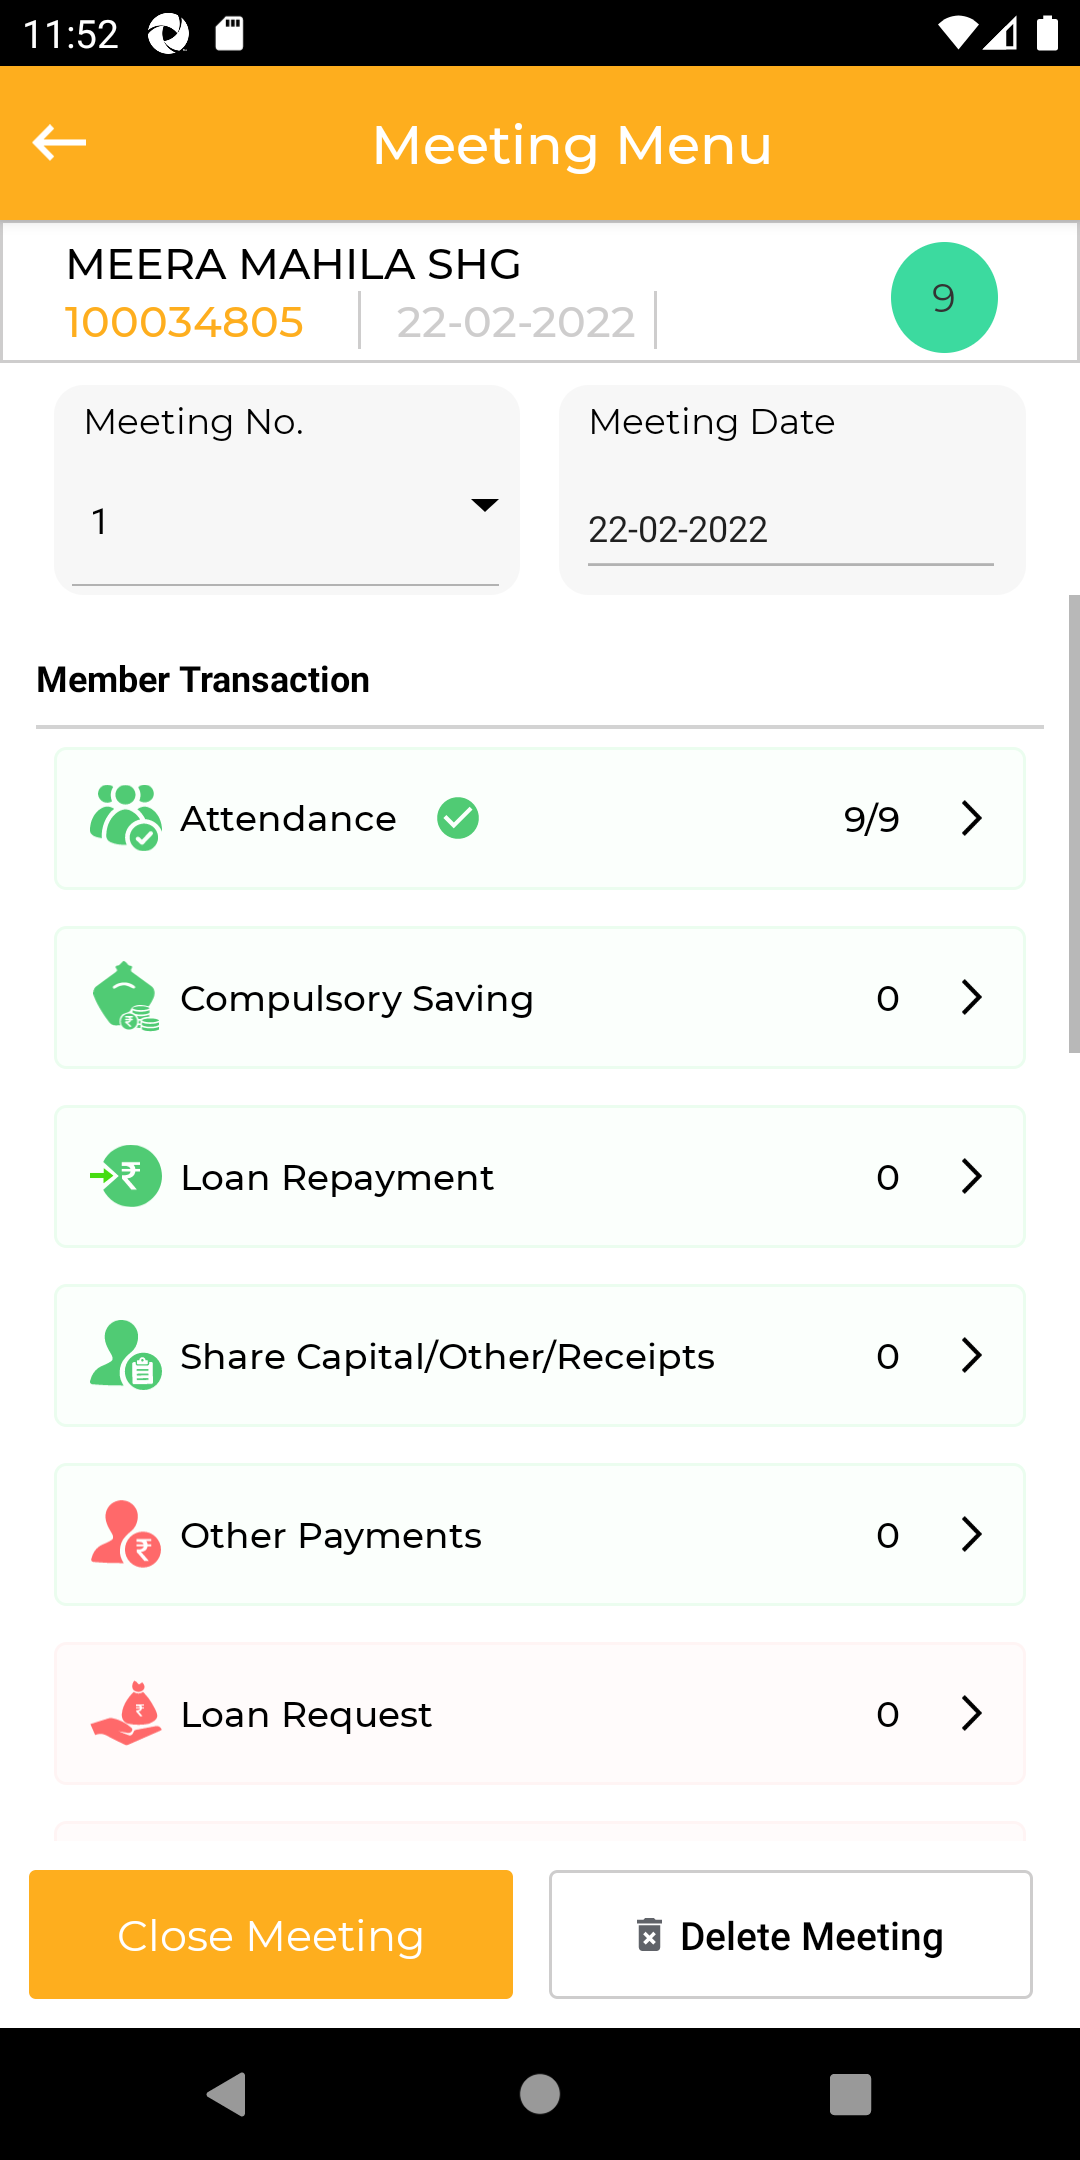 11:52
Meeting Menu
MEERA MAHILA SHG
100034805 22-02-2022
9
Meeting No.
1
Meeting Date
22-02-2022
Member Transaction
Attendance 9/9
Compulsory Saving 0
Loan Repayment 0
Share Capital/Other/Receipts 0
Other Payments 0
Loan Request 0
Close Meeting
Delete Meeting